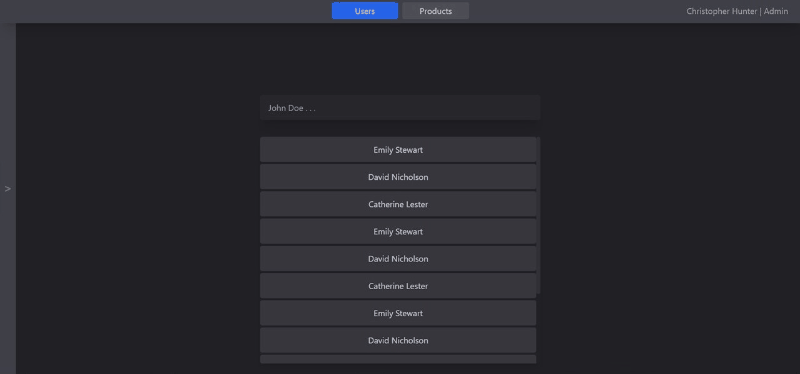 Users Products Christopher Hunter | Admin
John Doe . . .
Emily Stewart
David Nicholson
Catherine Lester
>
Emily Stewart
David Nicholson
Catherine Lester
Emily Stewart
David Nicholson